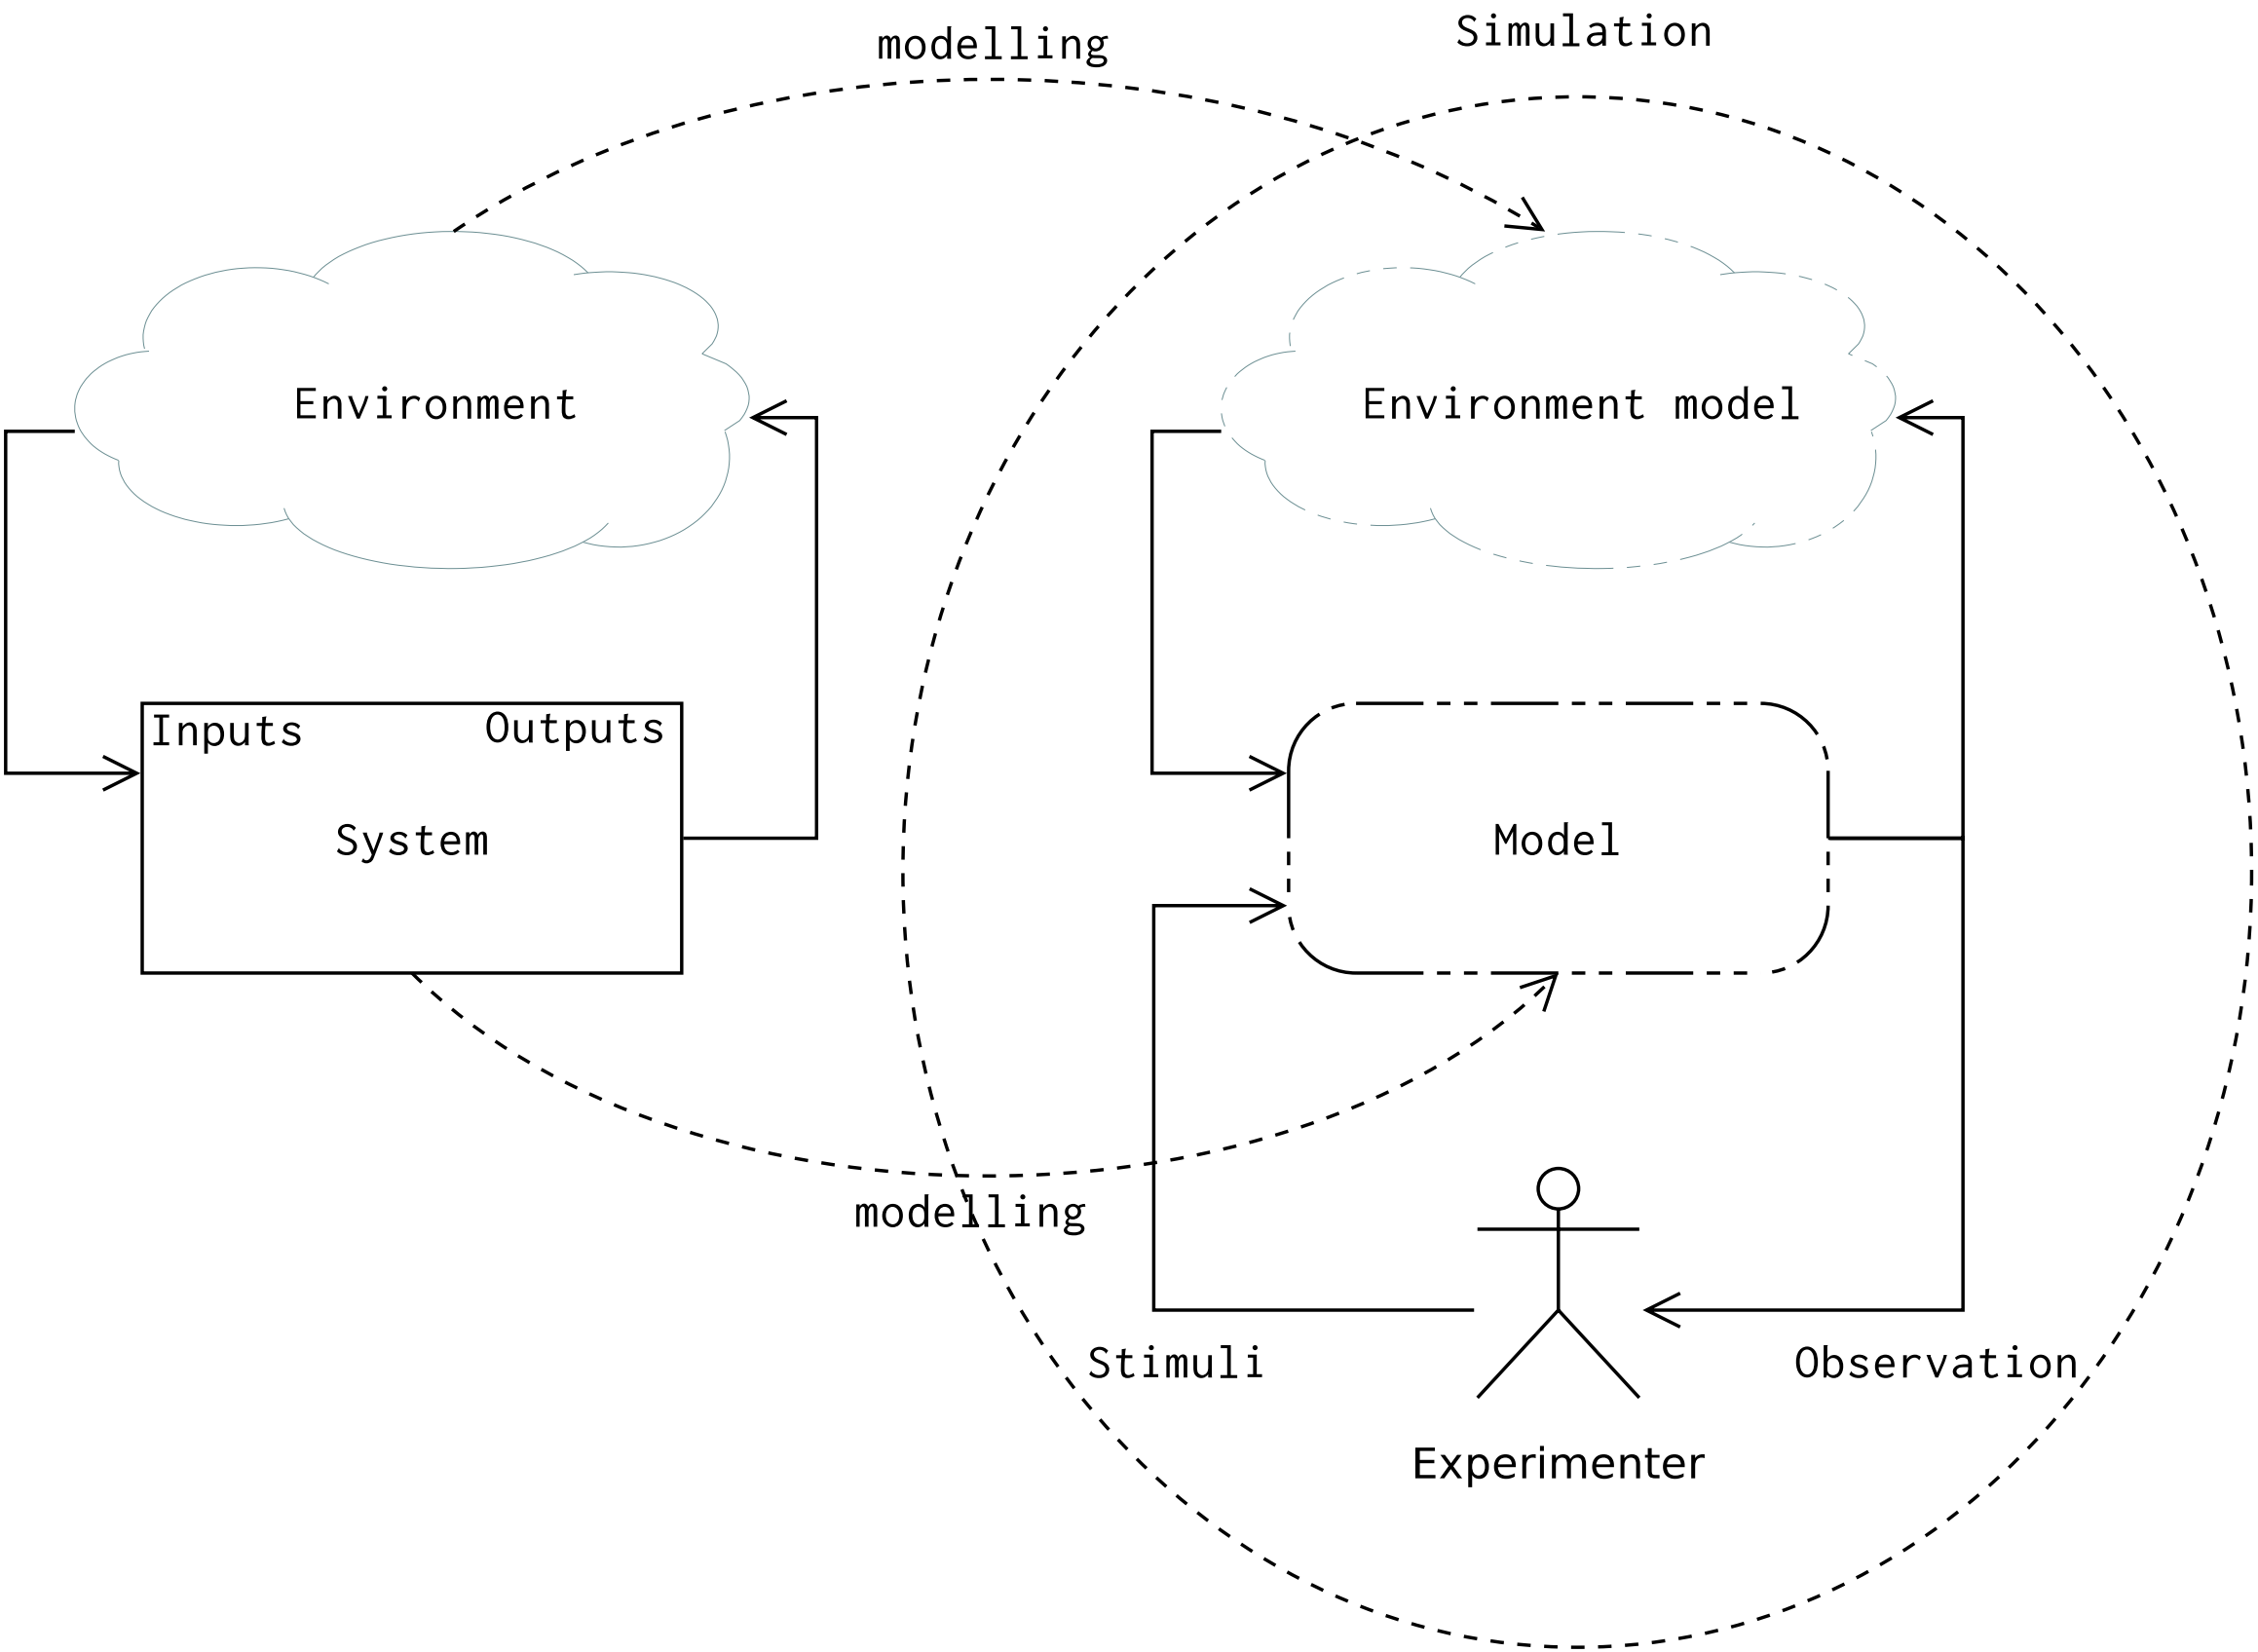 Simulation
modelling
Environment
Environment model
Inputs
Outputs
System
Model
modelling
Stimuli
Observation
Experimenter